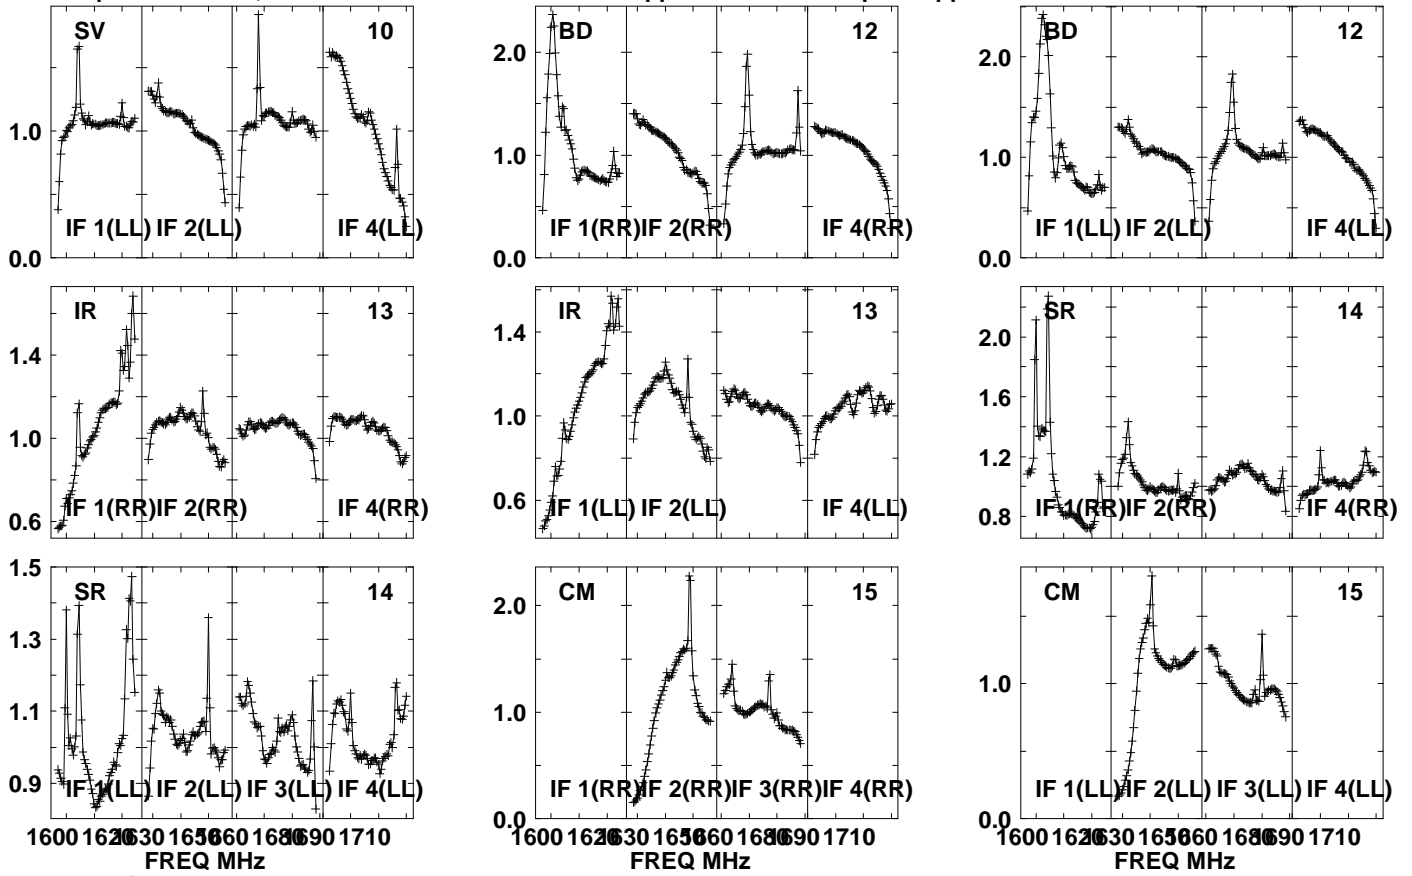 SV 10
1.0
0.0
IF 1(LL) IF 2(LL) IF 4(LL)
BD 12
2.0
1.0
0.0
IF 1(RR) IF 2(RR) IF 4(RR)
BD 12
2.0
1.0
0.0
IF 1(LL) IF 2(LL) IF 4(LL)
IR 13
1.4
1.0
0.6
IF 1(RR) IF 2(RR) IF 4(RR)
IR 13
1.4
1.0
0.6
IF 1(LL) IF 2(LL) IF 4(LL)
SR 14
2.0
1.6
1.2
0.8
IF 1(RR) IF 2(RR) IF 4(RR)
SR 14
1.5
1.3
1.1
0.9
IF 1(LL) IF 2(LL) IF 3(LL) IF 4(LL)
1600 1620 1630 1650 1660 1680 1690 1710
FREQ MHz
CM 15
2.0
1.0
0.0
IF 1(RR) IF 2(RR) IF 3(RR) IF 4(RR)
1600 1620 1630 1650 1660 1680 1690 1710
FREQ MHz
CM 15
1.0
0.0
IF 1(LL) IF 2(LL) IF 3(LL) IF 4(LL)
1600 1620 1630 1650 1660 1680 1690 1710
FREQ MHz